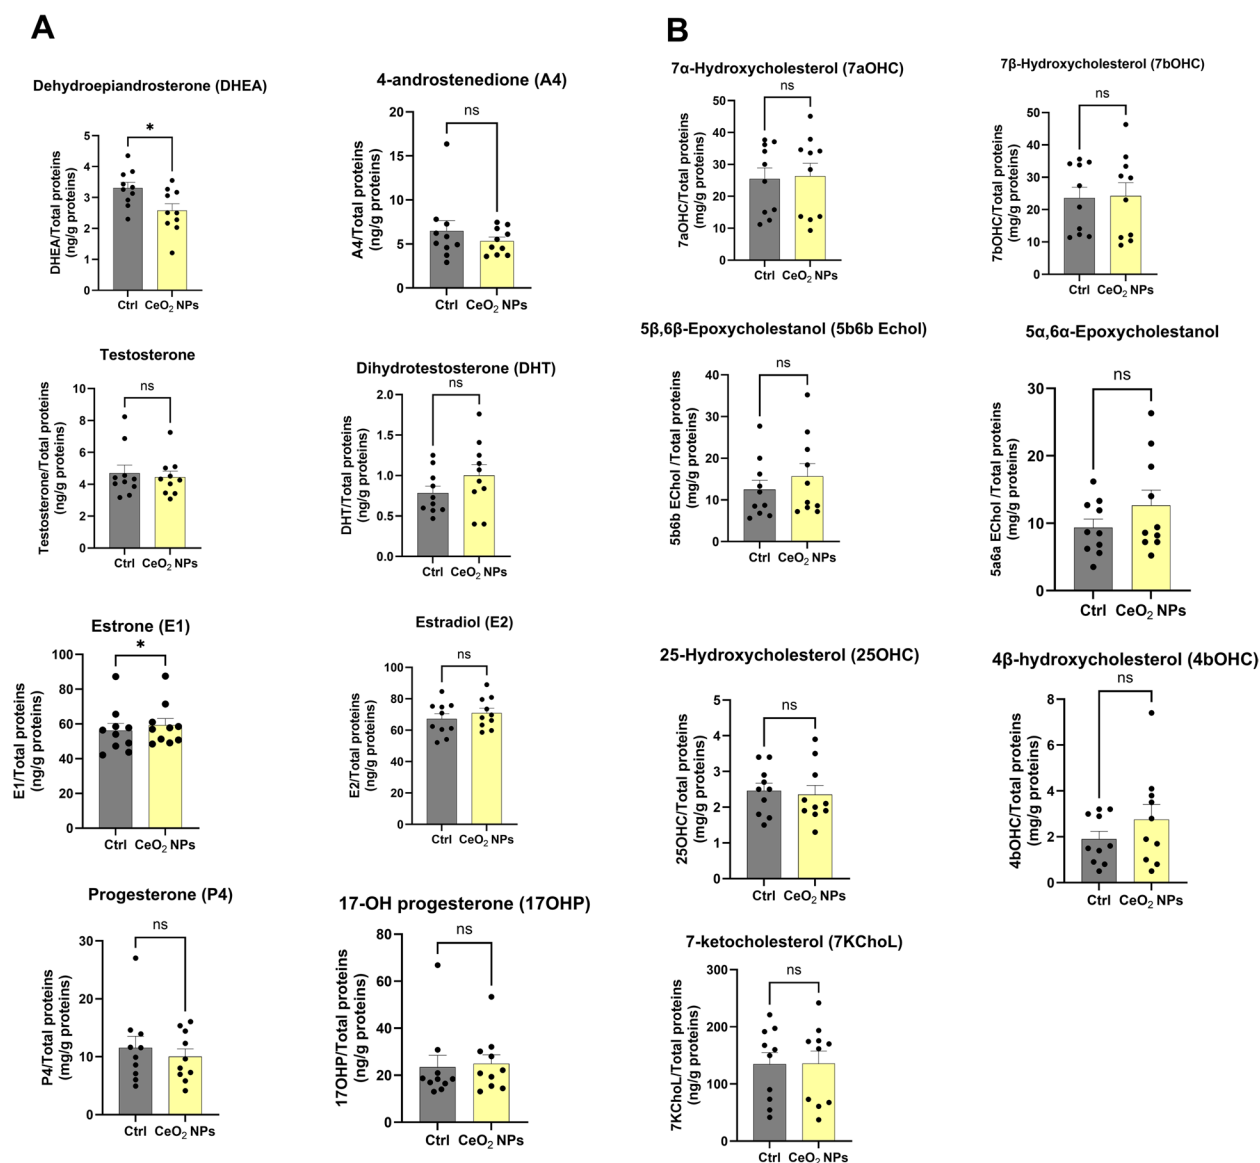 A
Dehydroepiandrosterone (DHEA)
DHEA/Total proteins
(ng/g proteins)
5
4
3
2
1
0
*
Ctrl CeO2 NPs
4-androstenedione (A4)
A4/Total proteins
(ng/g proteins)
20
15
10
5
0
ns
Ctrl CeO2 NPs
Testosterone
Testosterone/Total proteins
ng/g proteins)
10
8
6
4
2
0
ns
Ctrl CeO2 NPs
Dihydrotestosterone (DHT)
DHT/Total proteins
(ng/g proteins)
2.0
1.5
1.0
0.5
0.0
ns
Ctrl CeO2 NPs
Estrone (E1)
E1/Total proteins
(ng/g proteins)
100
80
60
40
20
0
*
Ctrl CeO2 NPs
Estradiol (E2)
E2/Total proteins
(ng/g proteins)
100
80
60
40
20
0
ns
Ctrl CeO2 NPs
Progesterone (P4)
P4/Total proteins
(mg/g proteins)
30
20
10
0
ns
Ctrl CeO2 NPs
17-OH progesterone (17OHP)
17OHP/Total proteins
(ng/g proteins)
80
60
40
20
0
ns
Ctrl CeO2 NPs
B
7α-Hydroxycholesterol (7aOHC)
7aOHC/Total proteins
(mg/g proteins)
50
40
30
20
10
0
ns
Ctrl CeO2 NPs
7β-Hydroxycholesterol (7bOHC)
7bOHC/Total proteins
(mg/g proteins)
50
40
30
20
10
0
ns
Ctrl CeO2 NPs
5β,6β-Epoxycholestanol (5b6b Echol)
5b6b EChol /Total proteins
(mg/g proteins)
40
30
20
10
0
ns
Ctrl CeO2 NPs
5α,6α-Epoxycholestanol
5a6a EChol /Total proteins
(mg/g proteins)
30
20
10
0
ns
Ctrl CeO2 NPs
25-Hydroxycholesterol (25OHC)
25OHC/Total proteins
(mg/g proteins)
5
4
3
2
1
0
ns
Ctrl CeO2 NPs
4β-hydroxycholesterol (4bOHC)
4bOHC/Total proteins
(mg/g proteins)
8
6
4
2
0
ns
Ctrl CeO2 NPs
7-ketocholesterol (7KChoL)
7KChoL/Total proteins
(ng/g proteins)
300
200
100
0
ns
Ctrl CeO2 NPs